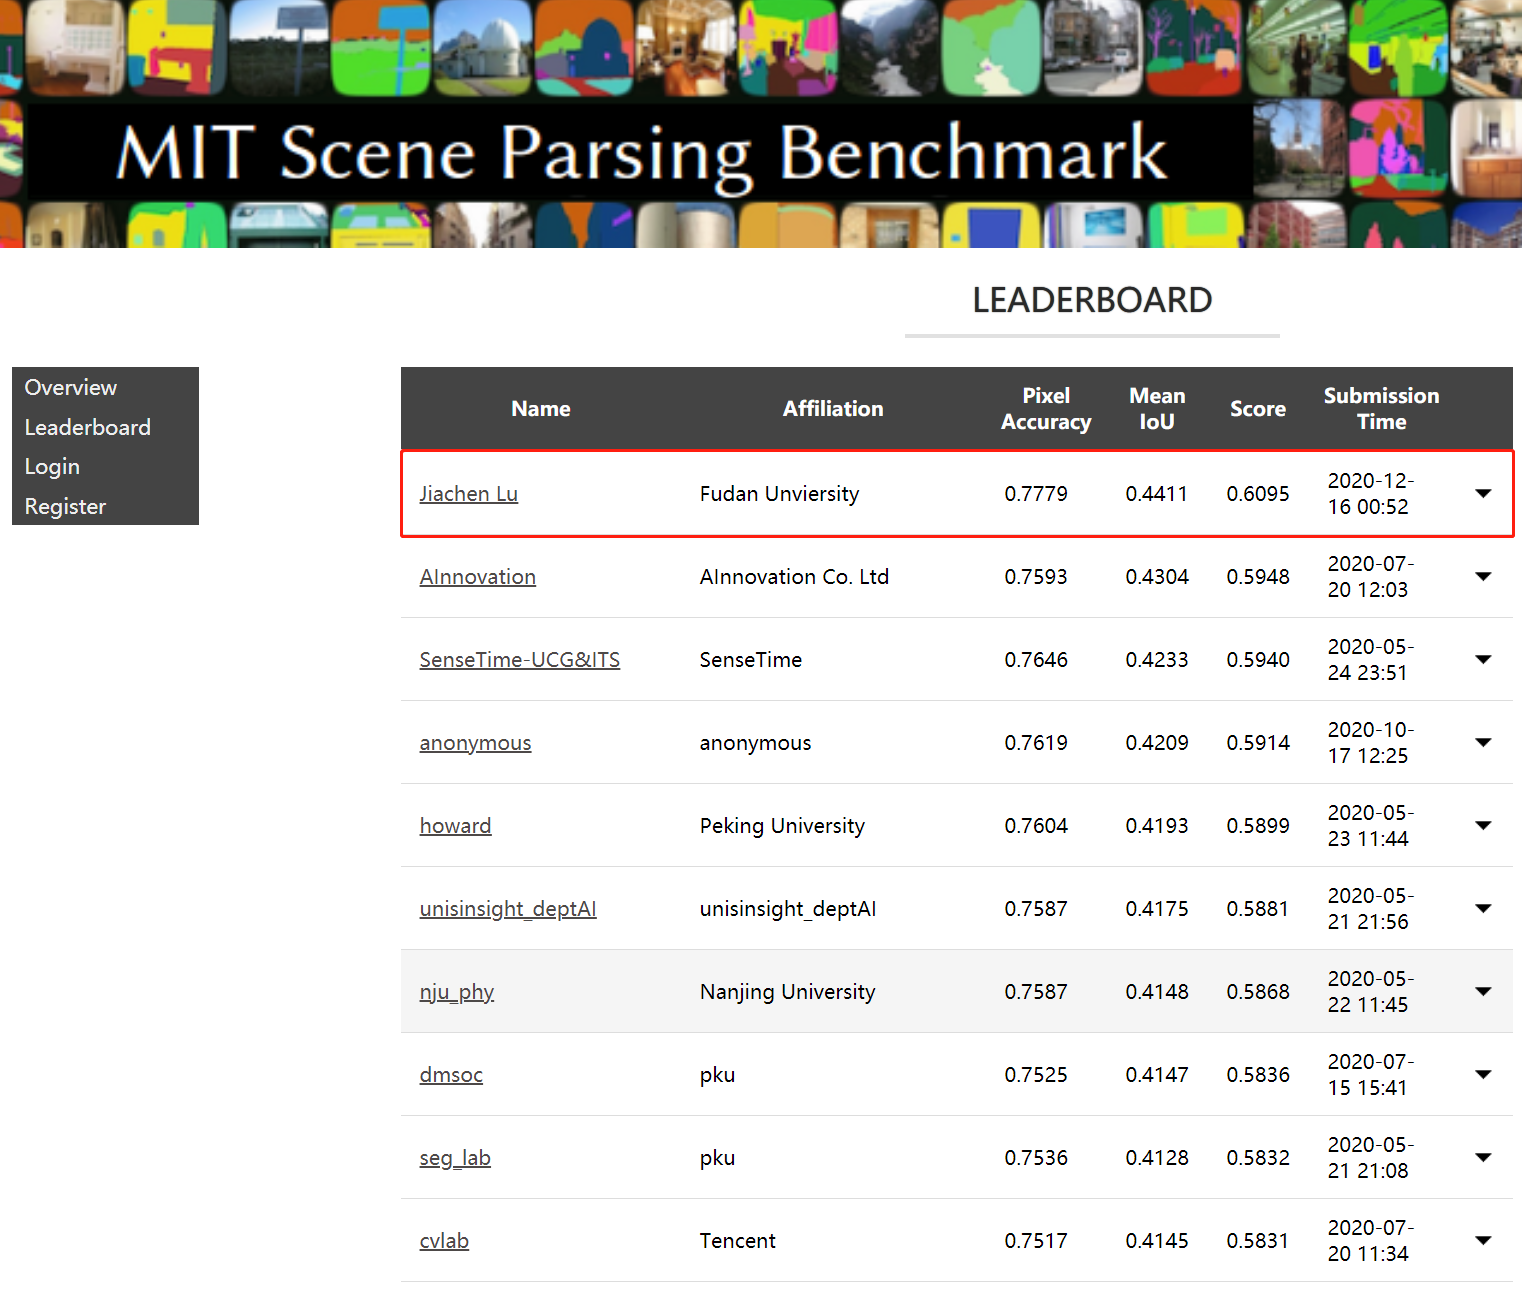 MIT Scene Parsing Benchmark
LEADERBOARD
Overview
Leaderboard
Login
Register
Name Affiliation Pixel Accuracy Mean IoU Score Submission Time
Jiachen Lu Fudan Unviersity 0.7779 0.4411 0.6095 2020-12-16 00:52
AInnovation AInnovation Co. Ltd 0.7593 0.4304 0.5948 2020-07-20 12:03
SenseTime-UCG&ITS SenseTime 0.7646 0.4233 0.5940 2020-05-24 23:51
anonymous anonymous 0.7619 0.4209 0.5914 2020-10-17 12:25
howard Peking University 0.7604 0.4193 0.5899 2020-05-23 11:44
unisinsight_deptAI unisinsight_deptAI 0.7587 0.4175 0.5881 2020-05-21 21:56
nju_phy Nanjing University 0.7587 0.4148 0.5868 2020-05-22 11:45
dmsoc pku 0.7525 0.4147 0.5836 2020-07-15 15:41
seg_lab pku 0.7536 0.4128 0.5832 2020-05-21 21:08
cvlab Tencent 0.7517 0.4145 0.5831 2020-07-20 11:34